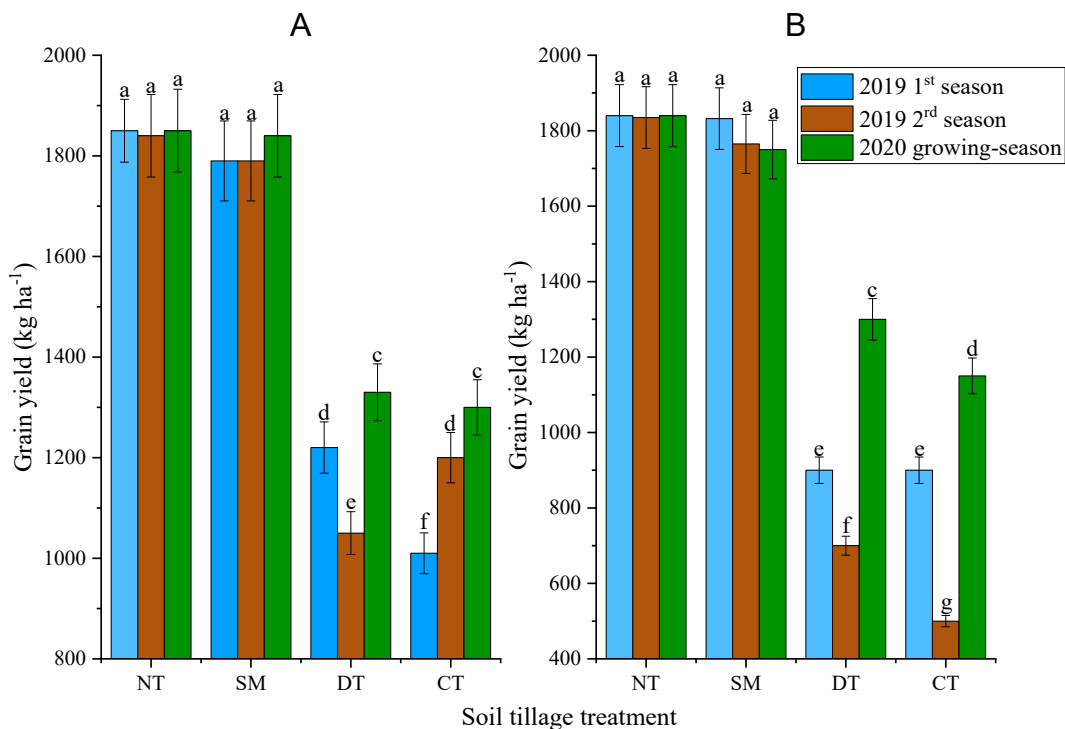 A
B
2000
1800
1600
1400
1200
1000
800
Grain yield (kg ha⁻¹)
a a a
a a a
d e c
f d c
NT SM DT CT
2000
1800
1600
1400
1200
1000
800
600
400
Grain yield (kg ha⁻¹)
a a a
a a a
e f c
e g d
NT SM DT CT
2019 1ˢᵗ season
2019 2ʳᵈ season
2020 growing-season
Soil tillage treatment